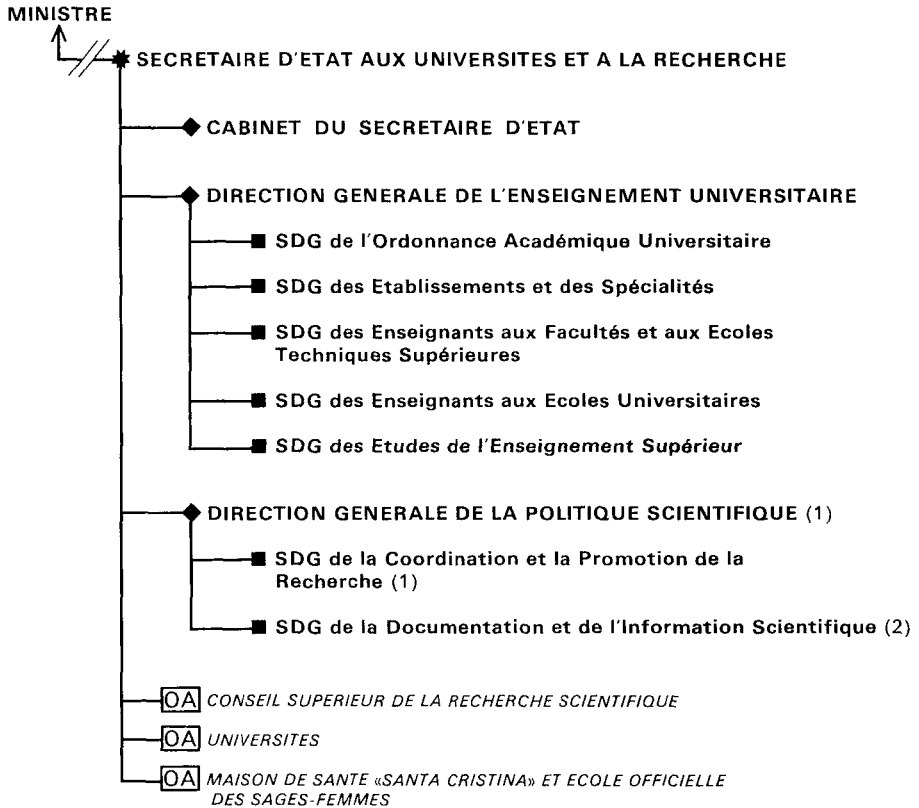 MINISTRE
SECRETAIRE D'ETAT AUX UNIVERSITES ET A LA RECHERCHE
CABINET DU SECRETAIRE D'ETAT
DIRECTION GENERALE DE L'ENSEIGNEMENT UNIVERSITAIRE
SDG de l'Ordonnance Académique Universitaire
SDG des Etablissements et des Spécialités
SDG des Enseignants aux Facultés et aux Ecoles
Techniques Supérieures
SDG des Enseignants aux Ecoles Universitaires
SDG des Etudes de l'Enseignement Supérieur
DIRECTION GENERALE DE LA POLITIQUE SCIENTIFIQUE (1)
SDG de la Coordination et la Promotion de la
Recherche (1)
SDG de la Documentation et de l'Information Scientifique (2)
OA CONSEIL SUPERIEUR DE LA RECHERCHE SCIENTIFIQUE
OA UNIVERSITES
OA MAISON DE SANTE «SANTA CRISTINA» ET ECOLE OFFICIELLE
DES SAGES-FEMMES